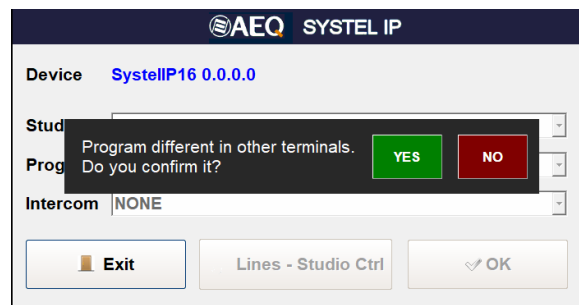 AEQ SYSTEL IP
Device SystelIP16 0.0.0.0
Stud
Program different in other terminals.
Do you confirm it?
YES
NO
Prog
Intercom NONE
Exit
Lines - Studio Ctrl
OK